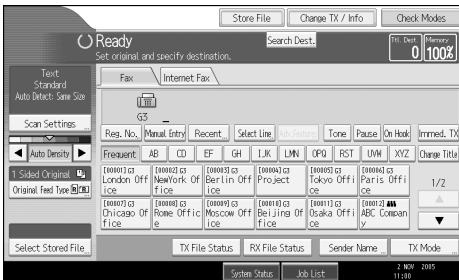 Store File Change TX / Info Check Modes
Ready
Search Dest.
Ttl. Dest. Memory
0 100%
Set original and specify destination.
Text
Standard
Auto Detect: Same Size
Scan Settings
Auto Density
1 Sided Original
Original Feed Type
Select Stored File
Fax Internet Fax
G3 _
Reg. No. Manual Entry Recent Select Line Tone Pause On Hook Immed. TX
Frequent AB CD EF GH IJK LMN OPQ RST UVW XYZ Change Title
[00001] G3 [00002] G3 [00003] G3 [00004] G3 [00005] G3 [00006] G3
London Off NewYork Of Berlin Off Project Tokyo Offi Paris Offi
ice fice ice ce ce
1/2
[00007] G3 [00008] G3 [00009] G3 [00010] G3 [00011] G3 [00012]
Chicago Of Rome Offic Moscow Off Beijing Of Osaka Offi ABC Compan
fice e ice fice ce y
TX File Status RX File Status Sender Name TX Mode
System Status Job List
2 NOV 2005
11:00